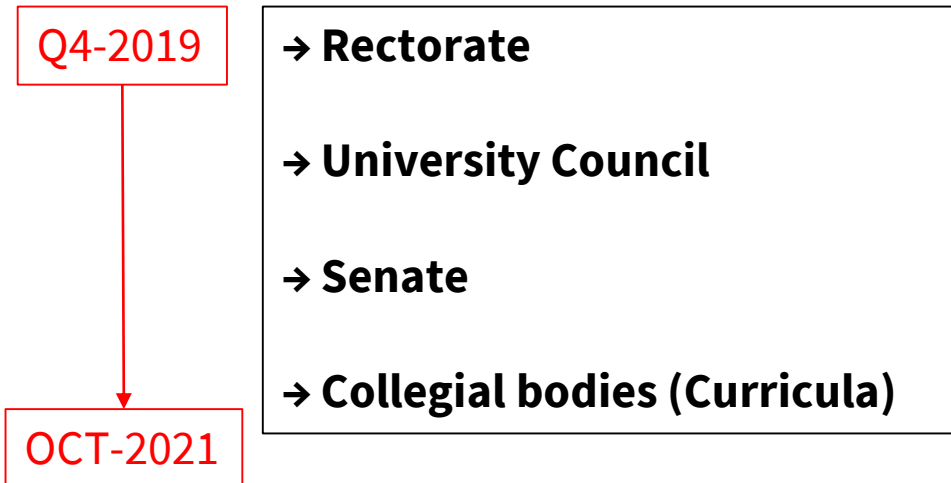 Q4-2019
→ Rectorate
→ University Council
→ Senate
→ Collegial bodies (Curricula)
OCT-2021